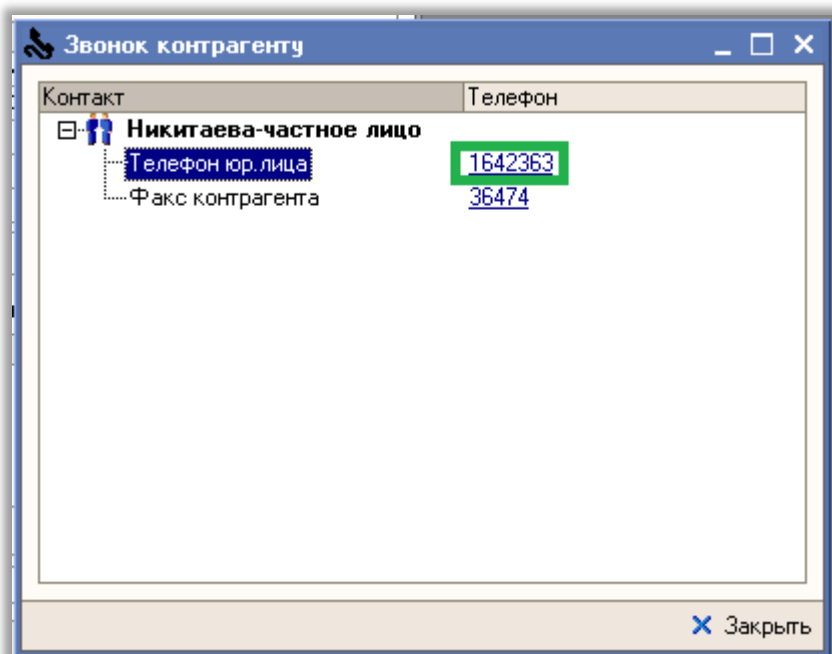 Звонок контрагенту
Контакт Телефон
Никитаева-частное лицо
Телефон юр.лица 1642363
Факс контрагента 36474
Закрыть